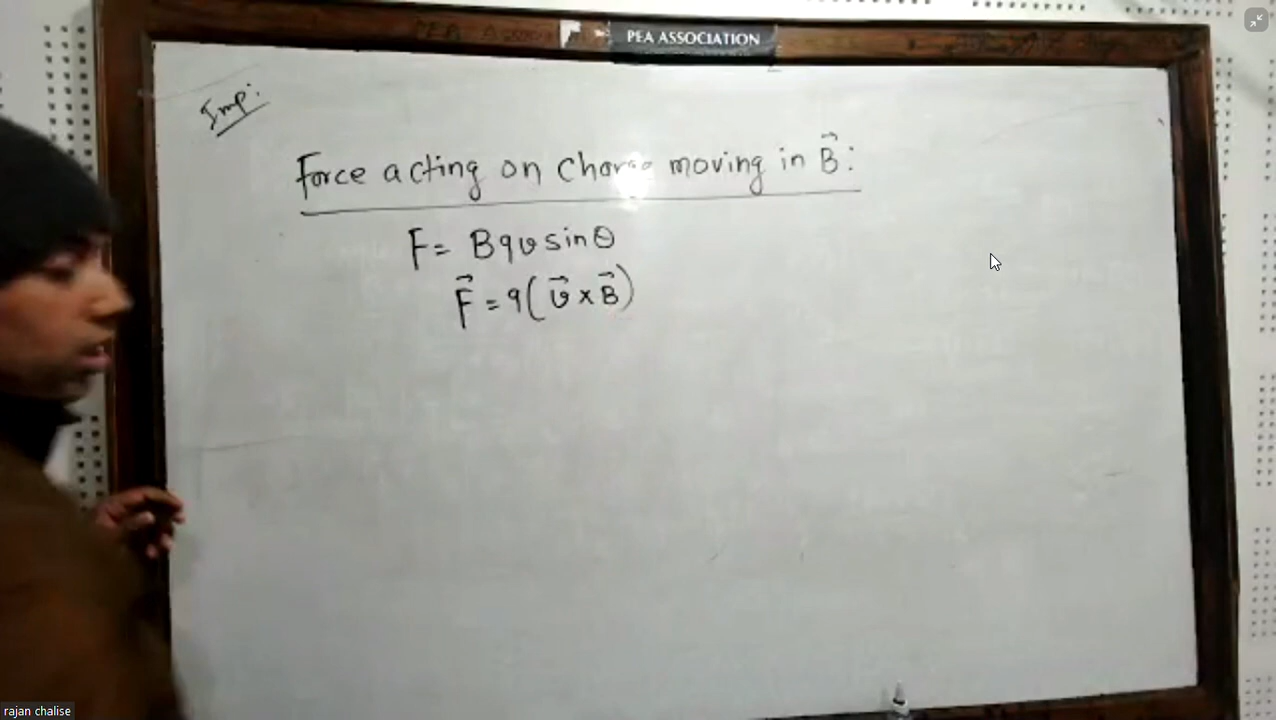 PEA ASSOCIATION
Imp:
Force acting on Charge moving in B⃗:
F = Bqv sinθ
F⃗ = q(v⃗ × B⃗)
rajan chalise